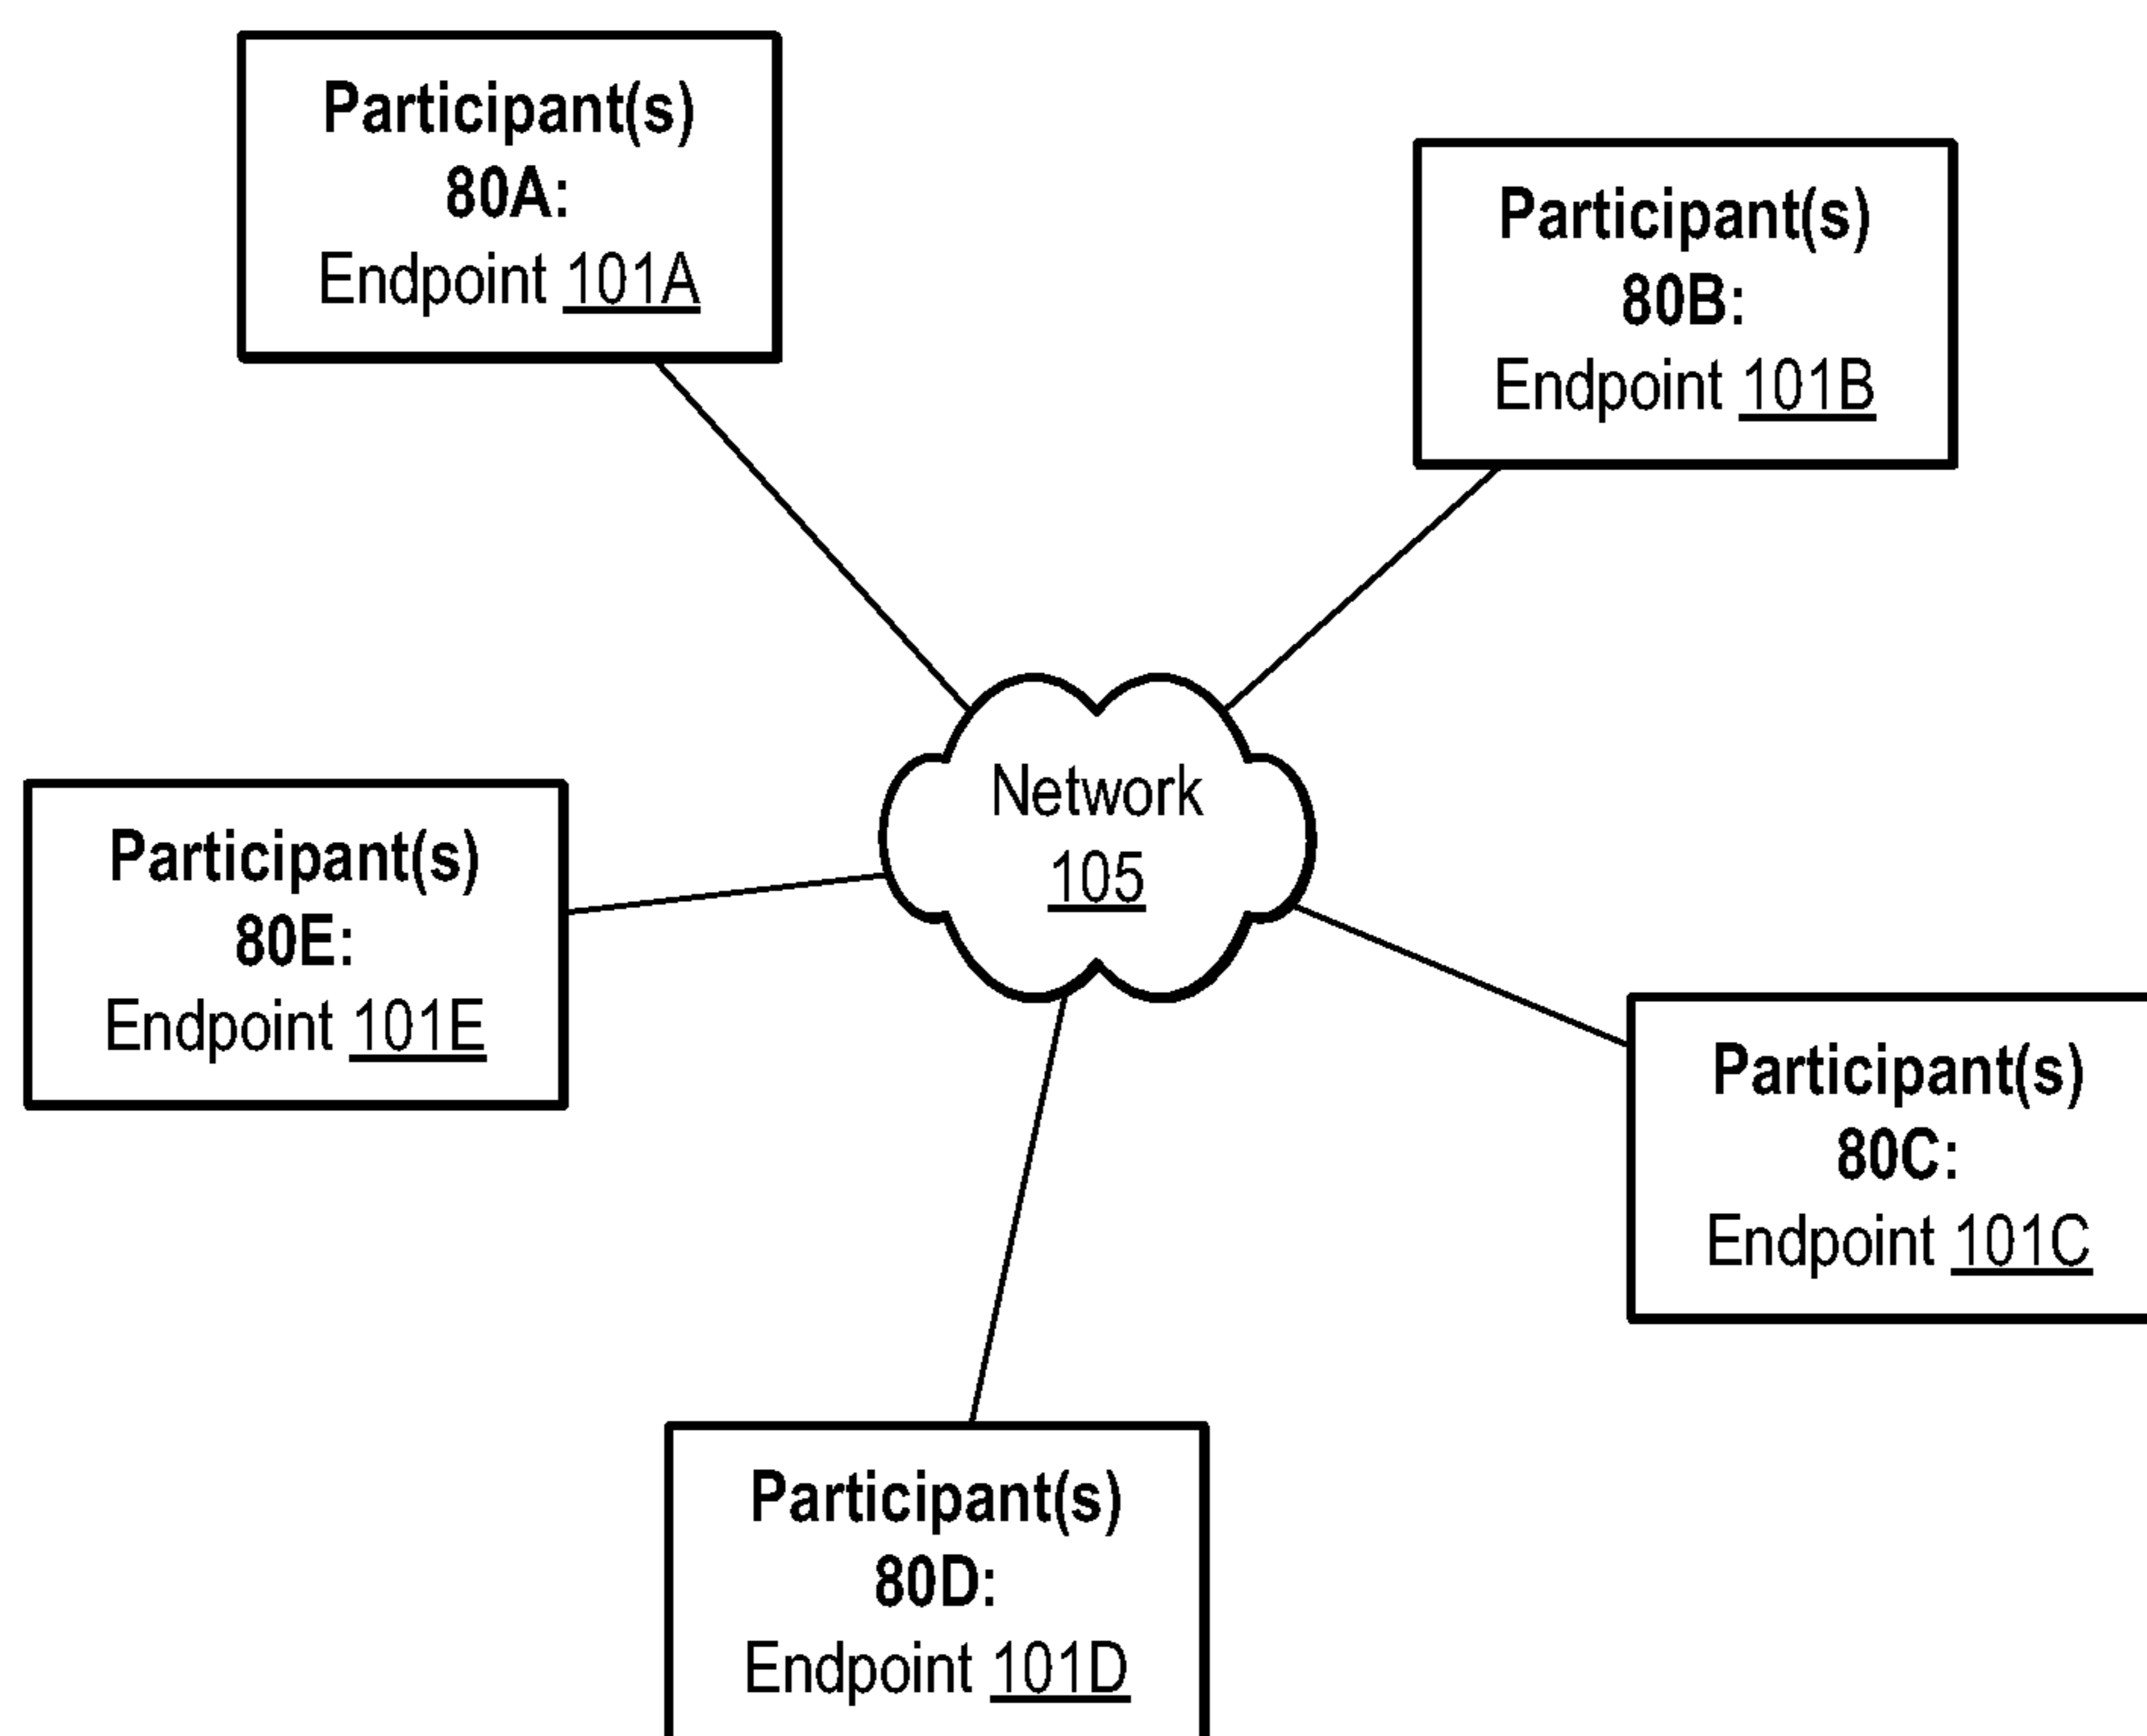 Participant(s)
80A:
Endpoint 101A
Participant(s)
80B:
Endpoint 101B
Network
105
Participant(s)
80E:
Endpoint 101E
Participant(s)
80C:
Endpoint 101C
Participant(s)
80D:
Endpoint 101D